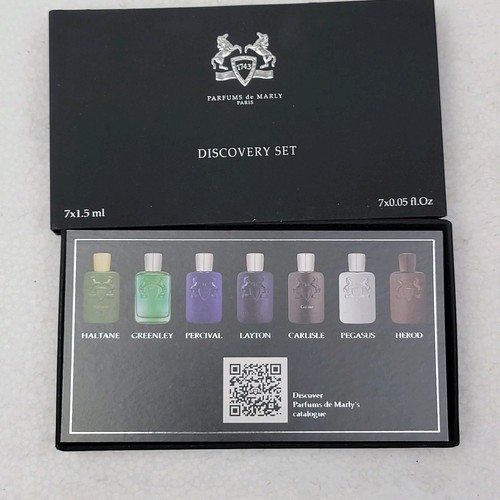 1743
PARFUMS de MARLY
PARIS
DISCOVERY SET
7x1.5 ml
7x0.05 fl.Oz
HALTANE GREENLEY PERCIVAL LAYTON CARLISLE PEGASUS HEROD
Discover
Parfums de Marly's
catalogue